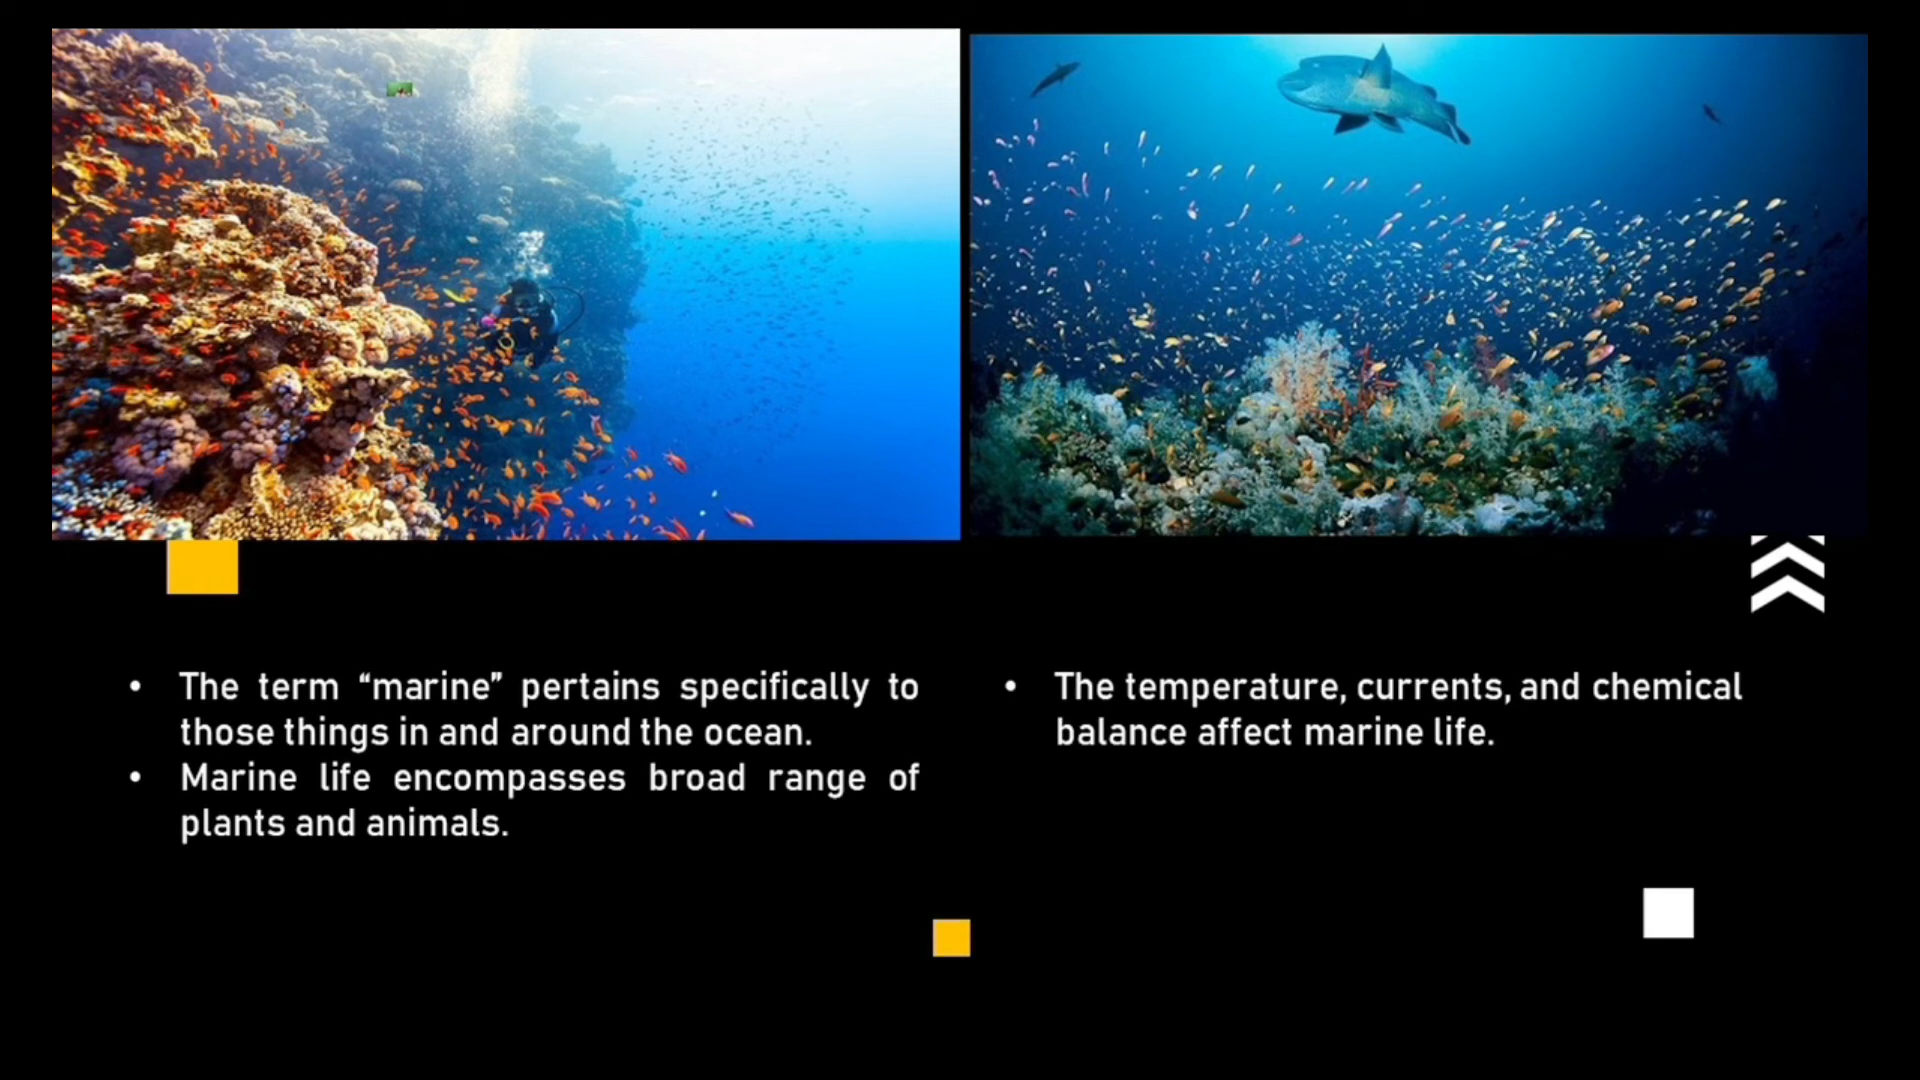 • The term “marine” pertains specifically to
those things in and around the ocean.
• Marine life encompasses broad range of
plants and animals.
• The temperature, currents, and chemical
balance affect marine life.